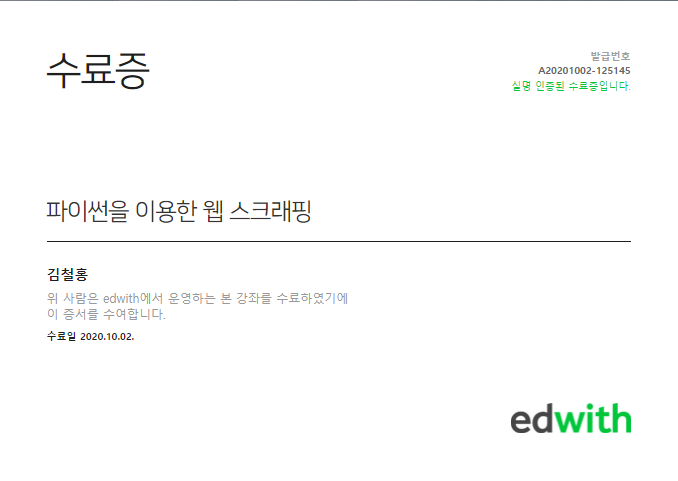 수료증
발급번호
A20201002-125145
실명 인증된 수료증입니다.
파이썬을 이용한 웹 스크래핑
김철홍
위 사람은 edwith에서 운영하는 본 강좌를 수료하였기에
이 증서를 수여합니다.
수료일 2020.10.02.
edwith